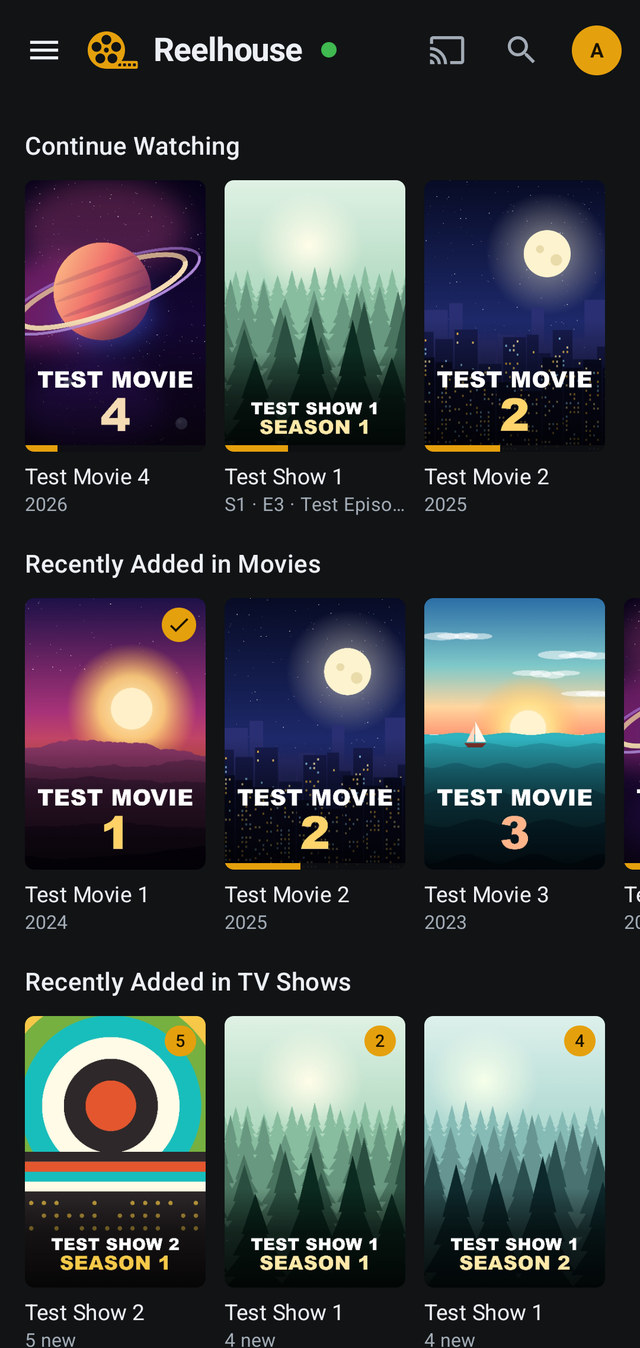 Reelhouse
A
Continue Watching
TEST MOVIE
4
TEST SHOW 1
SEASON 1
TEST MOVIE
2
Test Movie 4
Test Show 1
Test Movie 2
2026
S1 · E3 · Test Episo…
2025
Recently Added in Movies
TEST MOVIE
1
TEST MOVIE
2
TEST MOVIE
3
Test Movie 1
Test Movie 2
Test Movie 3
2024
2025
2023
Recently Added in TV Shows
5
2
4
TEST SHOW 2
SEASON 1
TEST SHOW 1
SEASON 1
TEST SHOW 1
SEASON 2
Test Show 2
Test Show 1
Test Show 1
5 new
4 new
4 new